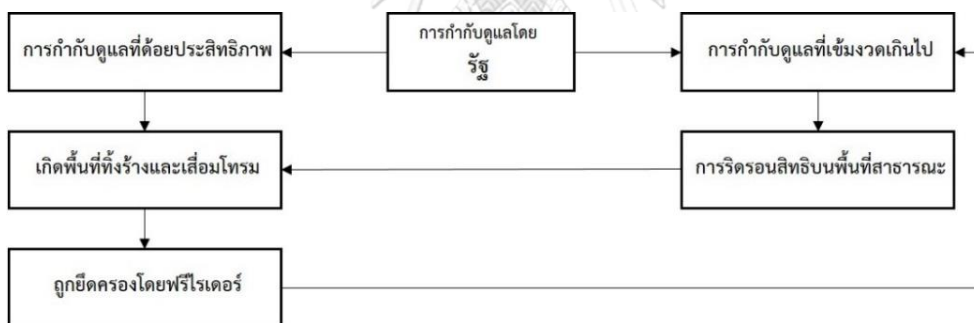 การกำกับดูแลที่ด้อยประสิทธิภาพ
การกำกับดูแลโดย
รัฐ
การกำกับดูแลที่เข้มงวดเกินไป
เกิดพื้นที่ทิ้งร้างและเสื่อมโทรม
การริดรอนสิทธิบนพื้นที่สาธารณะ
ถูกยึดครองโดยฟรีไรเดอร์